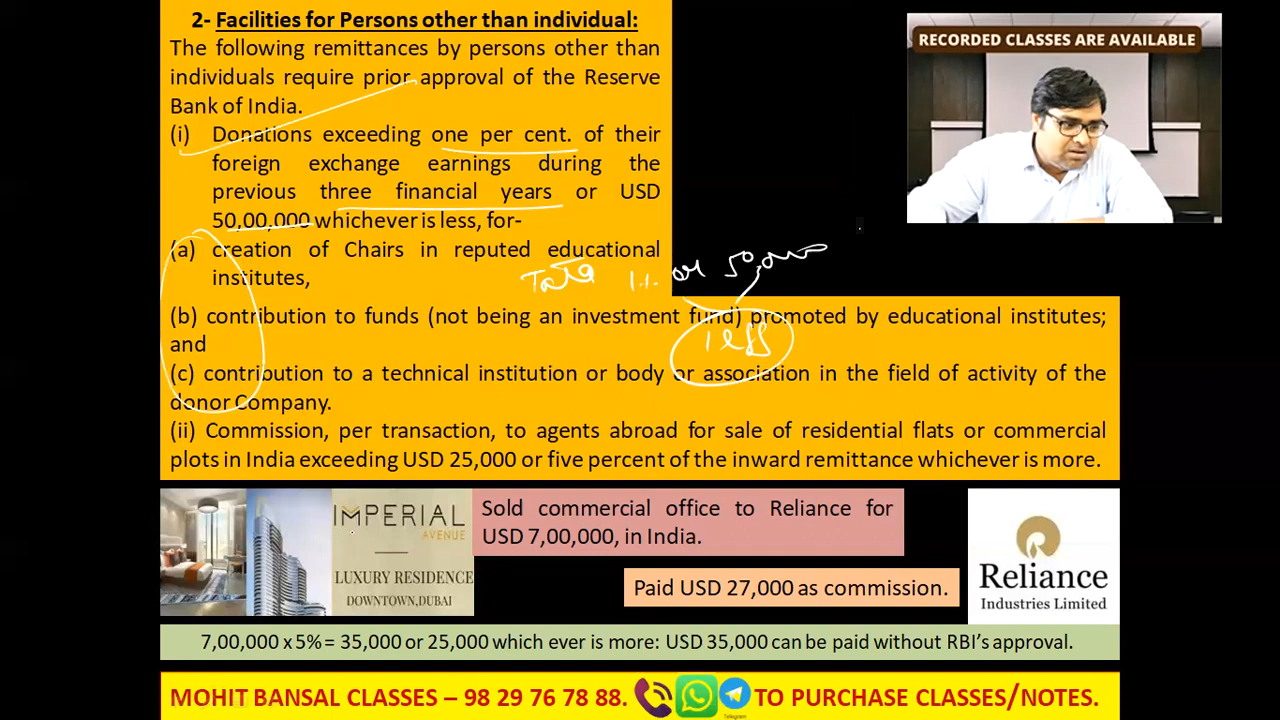 2- Facilities for Persons other than individual:
The following remittances by persons other than
individuals require prior approval of the Reserve
Bank of India.
(i) Donations exceeding one per cent. of their
foreign exchange earnings during the
previous three financial years or USD
50,00,000 whichever is less, for-
(a) creation of Chairs in reputed educational
institutes,
(b) contribution to funds (not being an investment fund) promoted by educational institutes;
and
(c) contribution to a technical institution or body or association in the field of activity of the
donor Company.
(ii) Commission, per transaction, to agents abroad for sale of residential flats or commercial
plots in India exceeding USD 25,000 or five percent of the inward remittance whichever is more.
RECORDED CLASSES ARE AVAILABLE
Tata 1.1. or
less
IMPERIAL
AVENUE
LUXURY RESIDENCE
DOWNTOWN,DUBAI
Sold commercial office to Reliance for
USD 7,00,000, in India.
Paid USD 27,000 as commission.
Reliance
Industries Limited
7,00,000 x 5% = 35,000 or 25,000 which ever is more: USD 35,000 can be paid without RBI's approval.
MOHIT BANSAL CLASSES – 98 29 76 78 88. TO PURCHASE CLASSES/NOTES.
Telegram